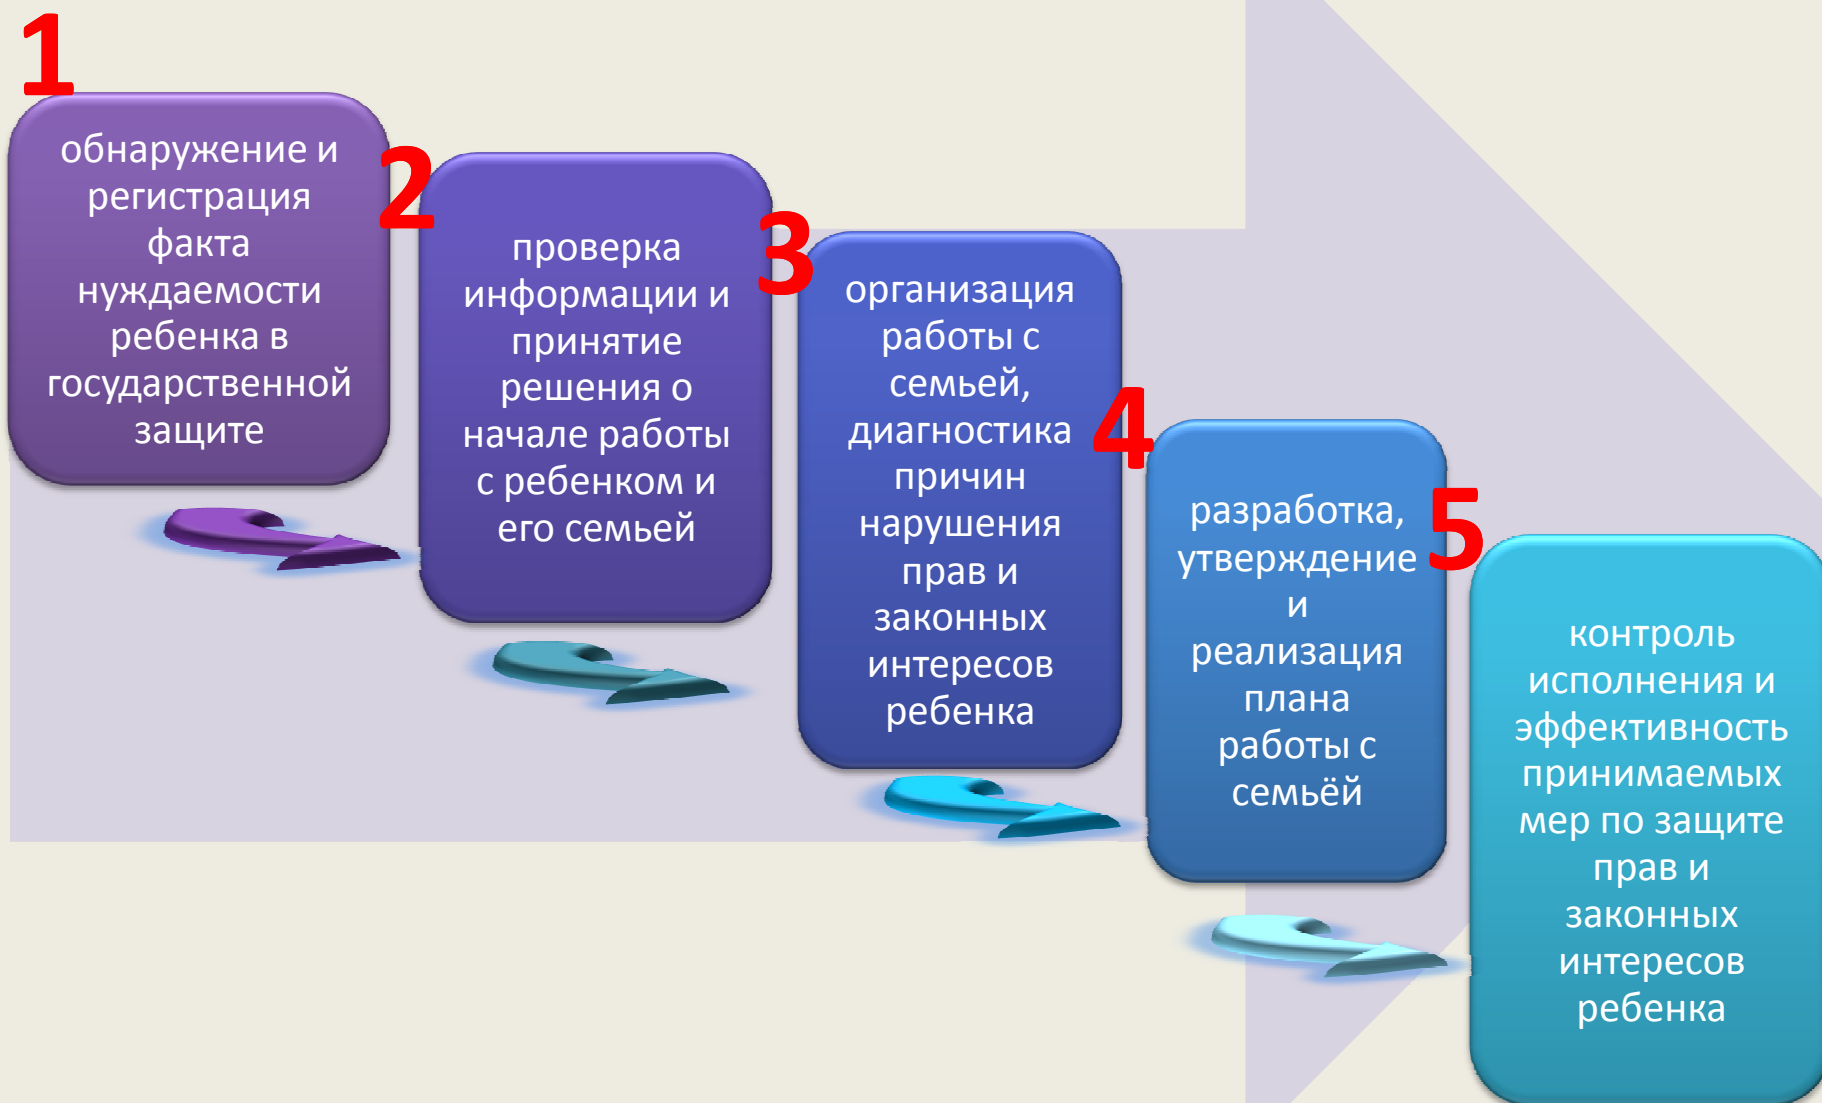 1
обнаружение и
регистрация
факта
нуждаемости
ребенка в
государственной
защите
2
проверка
информации и
принятие
решения о
начале работы
с ребенком и
его семьей
3
организация
работы с
семьей,
диагностика
причин
нарушения
прав и
законных
интересов
ребенка
4
разработка,
утверждение
и
реализация
плана
работы с
семьёй
5
контроль
исполнения и
эффективность
принимаемых
мер по защите
прав и
законных
интересов
ребенка